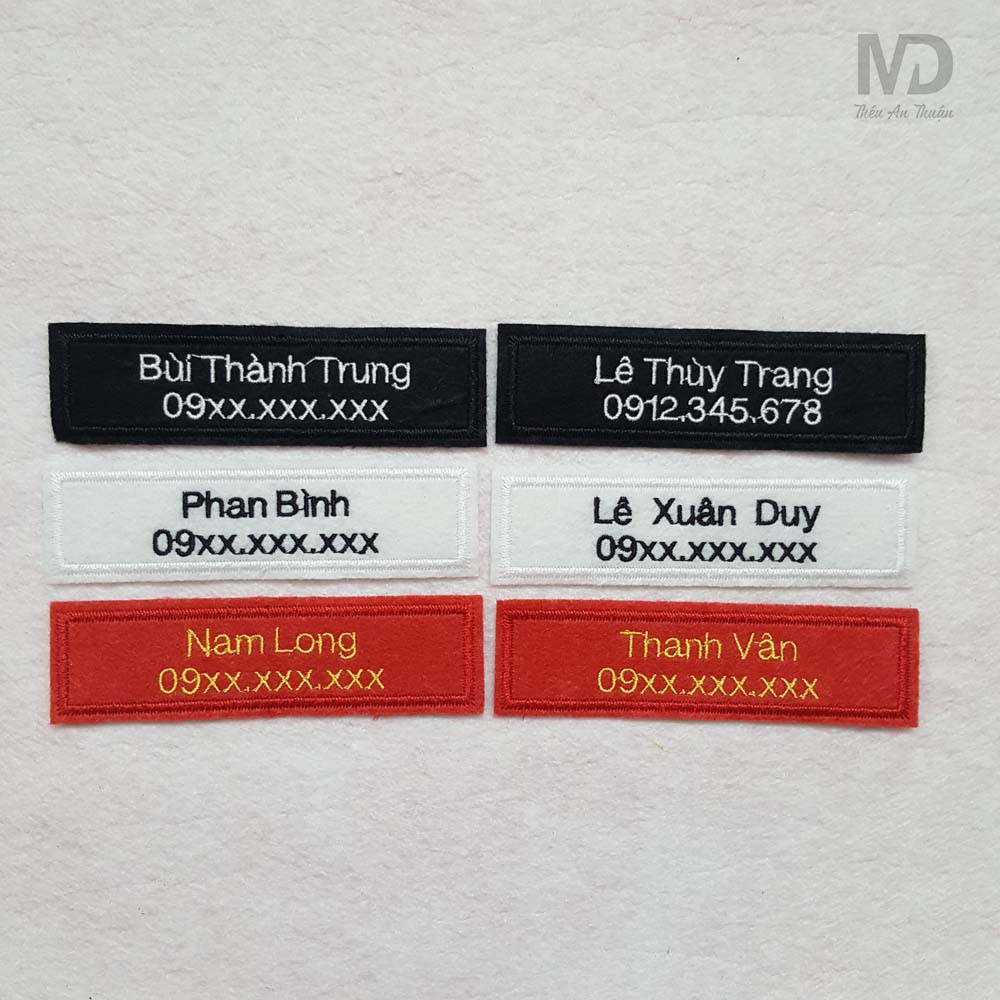 MD
Thêu An Thuận
Bùi Thành Trung
09xx.xxx.xxx
Lê Thùy Trang
0912.345.678
Phan Bình
09xx.xxx.xxx
Lê Xuân Duy
09xx.xxx.xxx
Nam Long
09xx.xxx.xxx
Thanh Vân
09xx.xxx.xxx